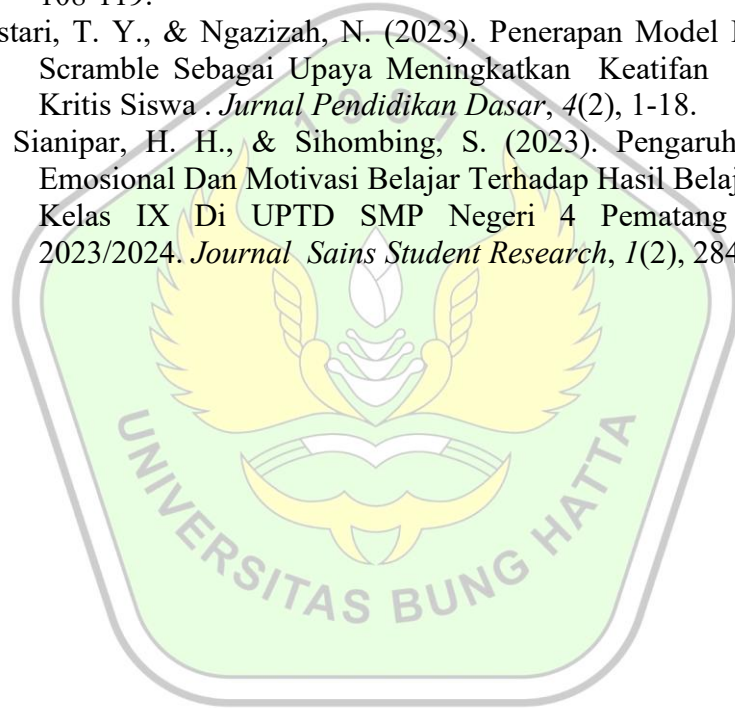 108-119.
stari, T. Y., & Ngazizah, N. (2023). Penerapan Model
Scramble Sebagai Upaya Meningkatkan Keatifan
Kritis Siswa . Jurnal Pendidikan Dasar, 4(2), 1-18.
Sianipar, H. H., & Sihombing, S. (2023). Pengaruh
Emosional Dan Motivasi Belajar Terhadap Hasil Belaj
Kelas IX Di UPTD SMP Negeri 4 Pematang
2023/2024. Journal Sains Student Research, 1(2), 284
1981
UNIVERSITAS BUNG HATTA